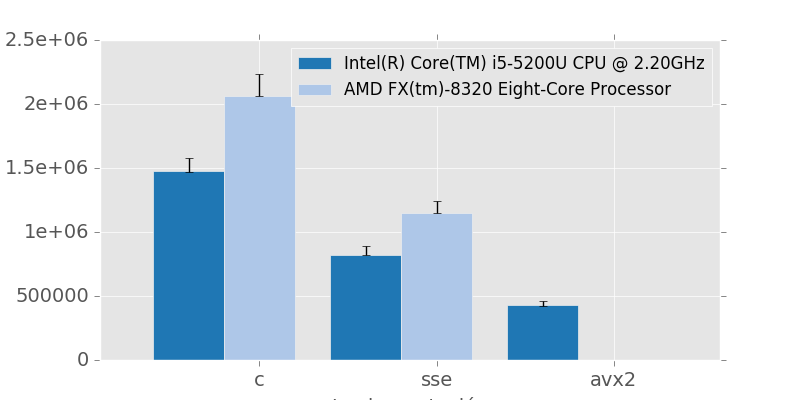 2.5e+06
2e+06
1.5e+06
1e+06
500000
0
Intel(R) Core(TM) i5-5200U CPU @ 2.20GHz
AMD FX(tm)-8320 Eight-Core Processor
c
sse
avx2